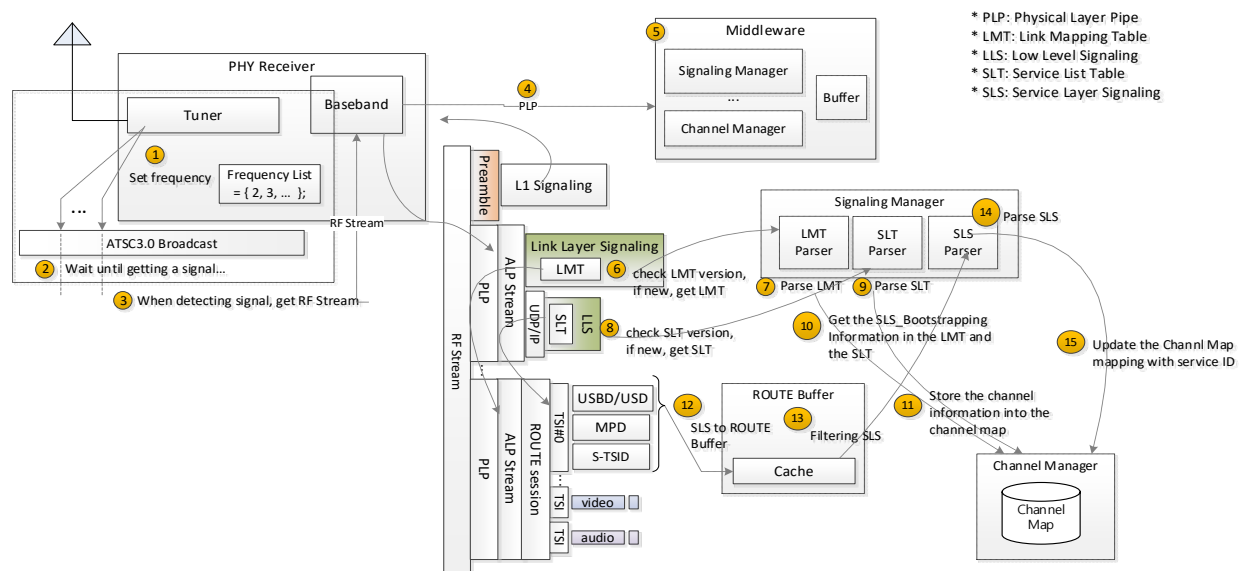 * PLP: Physical Layer Pipe
* LMT: Link Mapping Table
* LLS: Low Level Signaling
* SLT: Service List Table
* SLS: Service Layer Signaling
PHY Receiver
Tuner
Baseband
1
Set frequency
Frequency List
= { 2, 3, ... };
...
ATSC3.0 Broadcast
2 Wait until getting a signal...
3 When detecting signal, get RF Stream
RF Stream
4
PLP
5
Middleware
Signaling Manager
...
Channel Manager
Buffer
RF Stream
Preamble
L1 Signaling
PLP
ALP Stream
Link Layer Signaling
LMT
6 check LMT version,
if new, get LMT
UDP/IP
SLT
LLS
8 check SLT version,
if new, get SLT
Signaling Manager
LMT
Parser
SLT
Parser
SLS
Parser
14
Parse SLS
7 Parse LMT
9 Parse SLT
10 Get the SLS_Bootstrapping
Information in the LMT and
the SLT
15 Update the Channl Map
mapping with service ID
11 Store the channel
information into the
channel map
...
PLP
ALP Stream
ROUTE session
TSI#0
USBD/USD
MPD
S-TSID
...
TSI
video
TSI
audio
12
SLS to ROUTE
Buffer
ROUTE Buffer
13
Filtering SLS
Cache
Channel Manager
Channel
Map